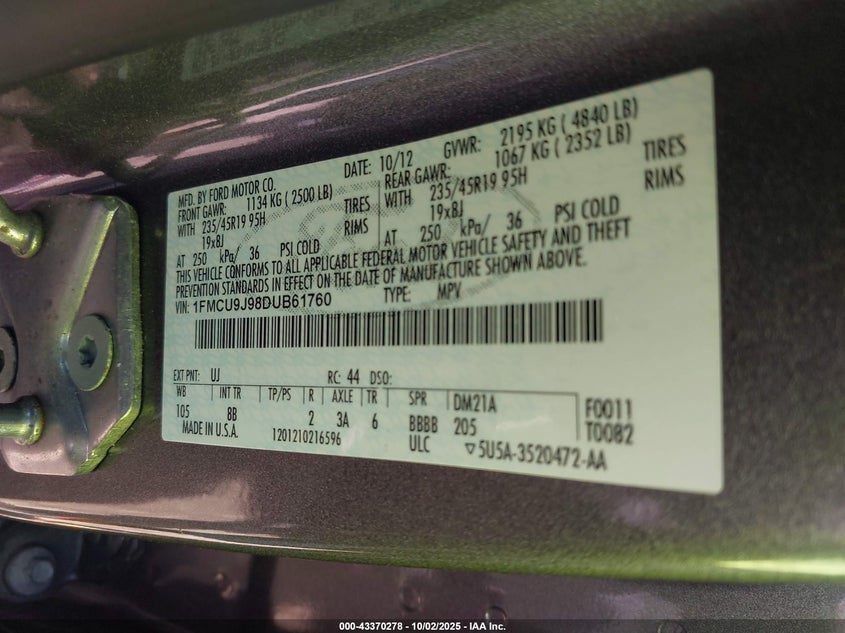 MFD. BY FORD MOTOR CO.
DATE: 10/12 GVWR: 2195 KG ( 4840 LB)
FRONT GAWR: 1134 KG ( 2500 LB) REAR GAWR: 1067 KG ( 2352 LB)
WITH 235/45R19 95H TIRES WITH 235/45R19 95H TIRES
19x8J RIMS 19x8J RIMS
AT 250 kPa/ 36 PSI COLD AT 250 kPa/ 36 PSI COLD
THIS VEHICLE CONFORMS TO ALL APPLICABLE FEDERAL MOTOR VEHICLE SAFETY AND THEFT
PREVENTION STANDARDS IN EFFECT ON THE DATE OF MANUFACTURE SHOWN ABOVE.
VIN: 1FMCU9J98DUB61760 TYPE: MPV
EXT PNT: UJ RC: 44 DSO:
WB INT TR TP/PS R AXLE TR SPR DM21A F0011
105 8B 2 3A 6 BBBB 205 T0082
MADE IN U.S.A. 1201210216596 ULC ▽5U5A-3520472-AA
000-43370278 - 10/02/2025 - IAA Inc.